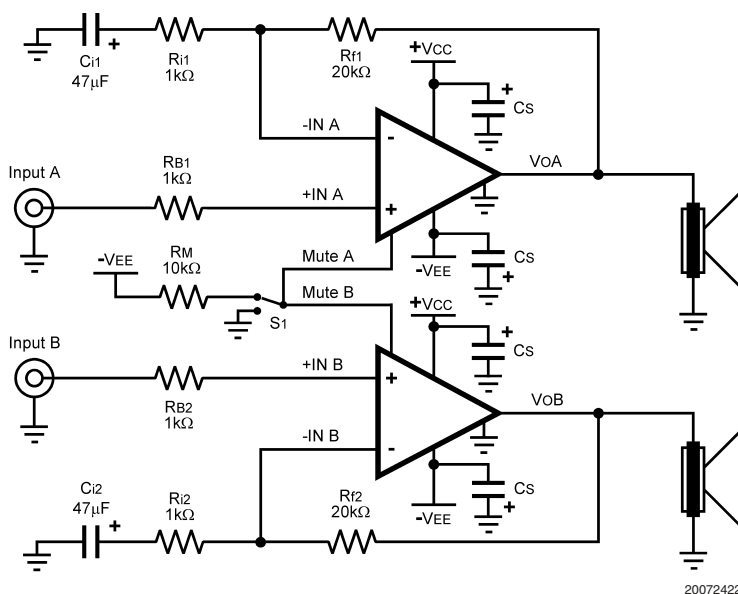 Ci1
47µF
Ri1
1kΩ
Rf1
20kΩ
+VCC
+
+
CS
-IN A
-
VOA
Input A
RB1
1kΩ
+IN A
+
-VEE
RM
10kΩ
Mute A
-VEE
CS
+
Mute B
S1
+VCC
+
CS
Input B
RB2
1kΩ
+IN B
+
-IN B
-
VOB
Ci2
47µF
+
Ri2
1kΩ
Rf2
20kΩ
-VEE
CS
+
20072422